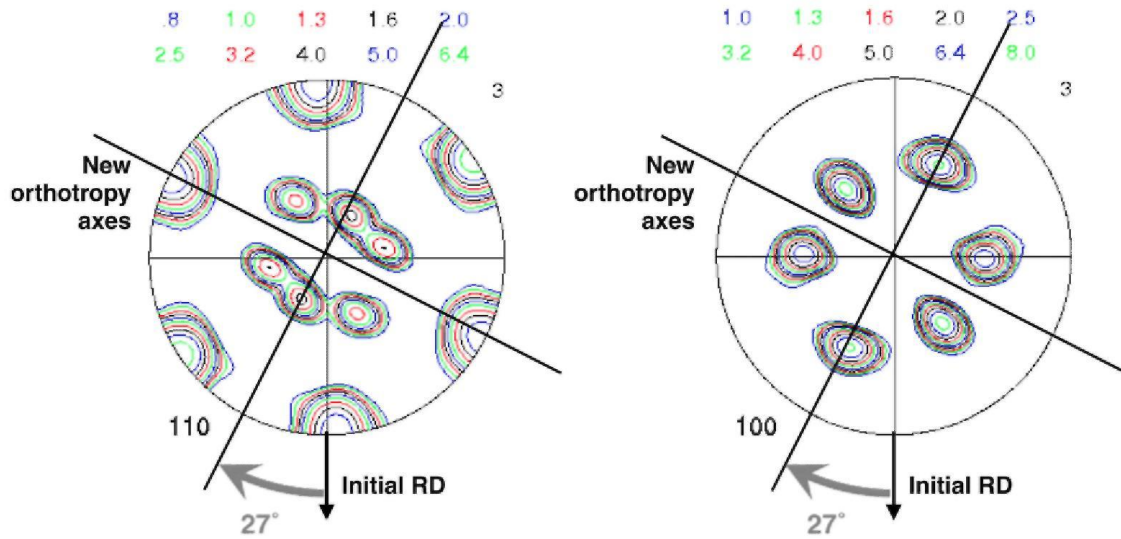 .8 1.0 1.3 1.6 2.0
2.5 3.2 4.0 5.0 6.4
3
New
orthotropy
axes
110
Initial RD
27°
1.0 1.3 1.6 2.0 2.5
3.2 4.0 5.0 6.4 8.0
3
New
orthotropy
axes
100
Initial RD
27°